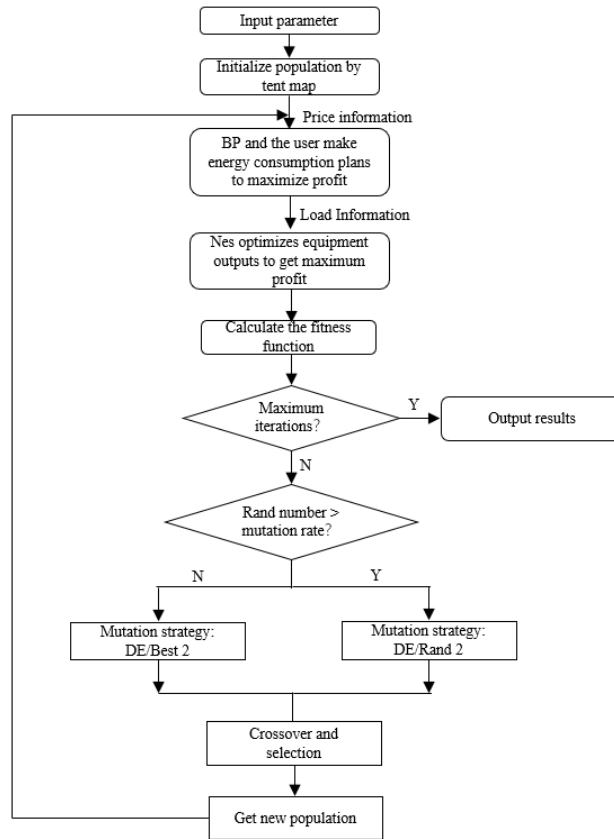 Input parameter
Initialize population by
tent map
Price information
BP and the user make
energy consumption plans
to maximize profit
Load Information
Nes optimizes equipment
outputs to get maximum
profit
Calculate the fitness
function
Maximum
iterations?
Y
Output results
N
Rand number >
mutation rate?
N
Y
Mutation strategy:
DE/Best 2
Mutation strategy:
DE/Rand 2
Crossover and
selection
Get new population